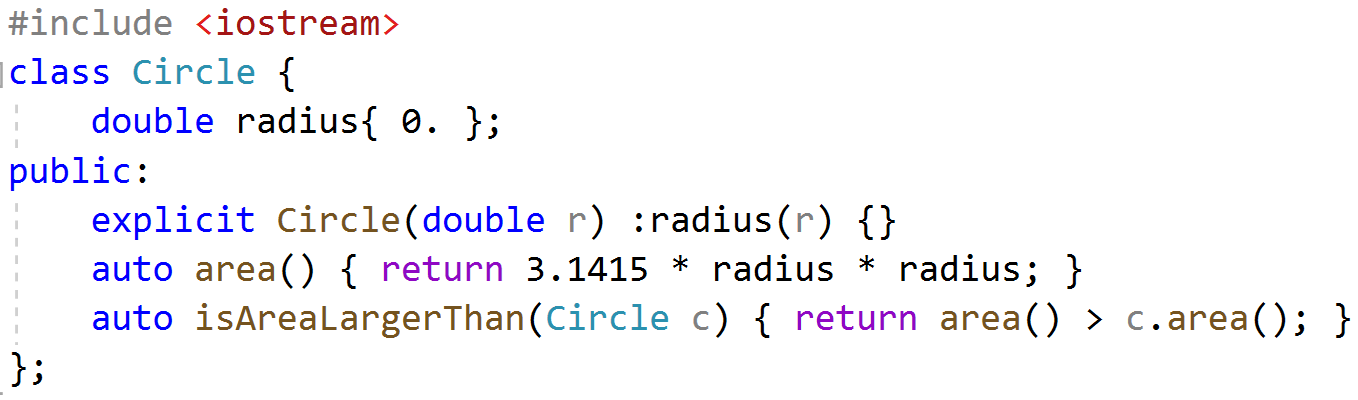 #include <iostream>
class Circle {
    double radius{ 0. };
public:
    explicit Circle(double r) :radius(r) {}
    auto area() { return 3.1415 * radius * radius; }
    auto isAreaLargerThan(Circle c) { return area() > c.area(); }
};